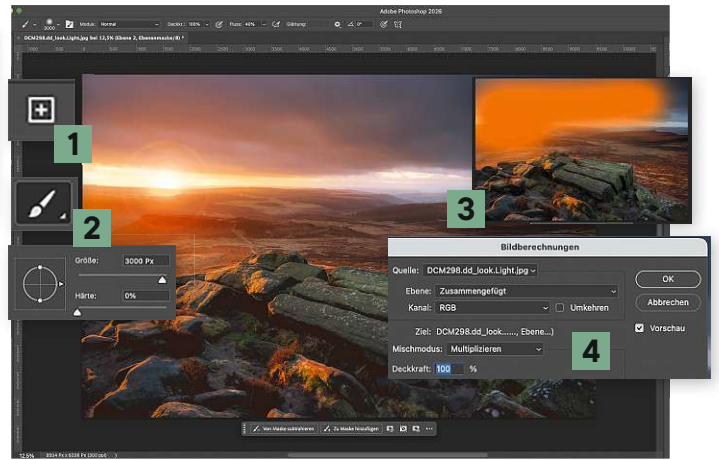 Adobe Photoshop 2026
3000
Modus: Normal
Deckkr.: 100%
Fluss: 40%
Glättung:
0°
DCM298.dd_look.Light.jpg bei 12,5% (Ebene 2, Ebenenmaske/8) *
1
2
Größe: 3000 Px
Härte: 0%
3
Bildberechnungen
Quelle: DCM298.dd_look.Light.jpg
Ebene: Zusammengefügt
Kanal: RGB
Umkehren
Ziel: DCM298.dd_look......, Ebene...)
Mischmodus: Multiplizieren
Deckkraft: 100 %
OK
Abbrechen
Vorschau
4
Von Maske subtrahieren
Zu Maske hinzufügen
12,5%